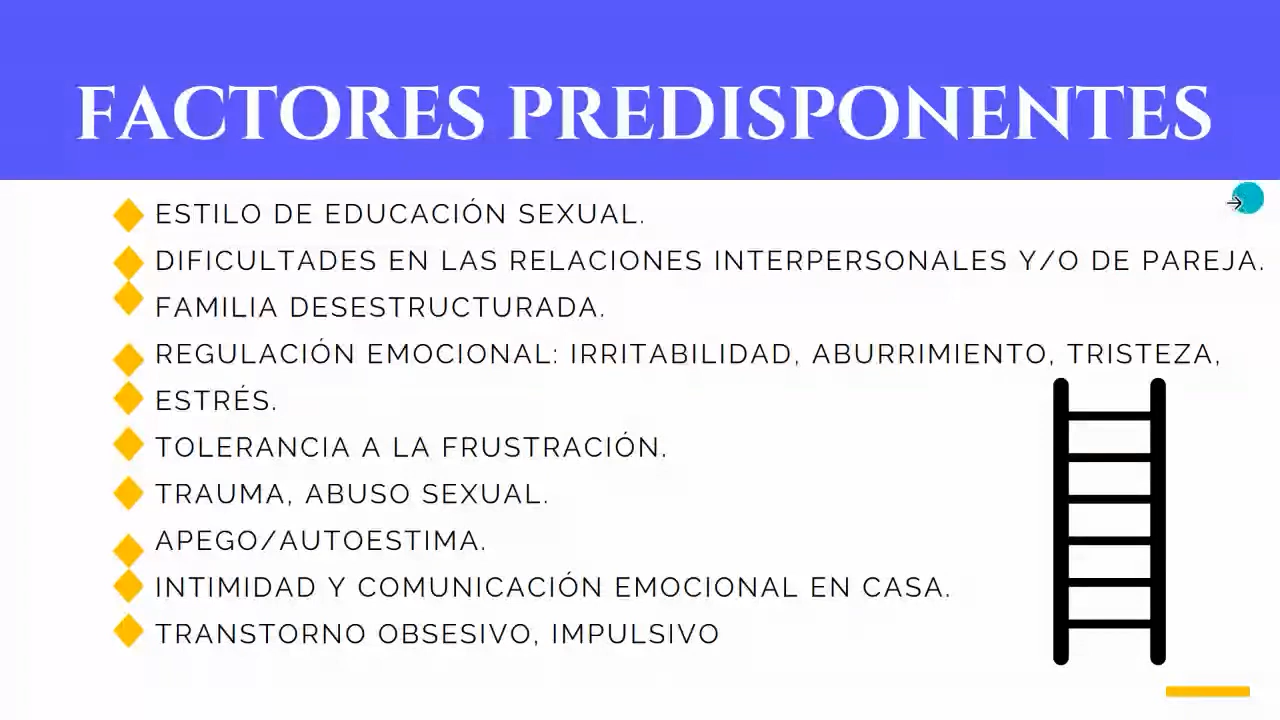 FACTORES PREDISPONENTES
ESTILO DE EDUCACIÓN SEXUAL.
DIFICULTADES EN LAS RELACIONES INTERPERSONALES Y/O DE PAREJA.
FAMILIA DESESTRUCTURADA.
REGULACIÓN EMOCIONAL: IRRITABILIDAD, ABURRIMIENTO, TRISTEZA,
ESTRÉS.
TOLERANCIA A LA FRUSTRACIÓN.
TRAUMA, ABUSO SEXUAL.
APEGO/AUTOESTIMA.
INTIMIDAD Y COMUNICACIÓN EMOCIONAL EN CASA.
TRANSTORNO OBSESIVO, IMPULSIVO